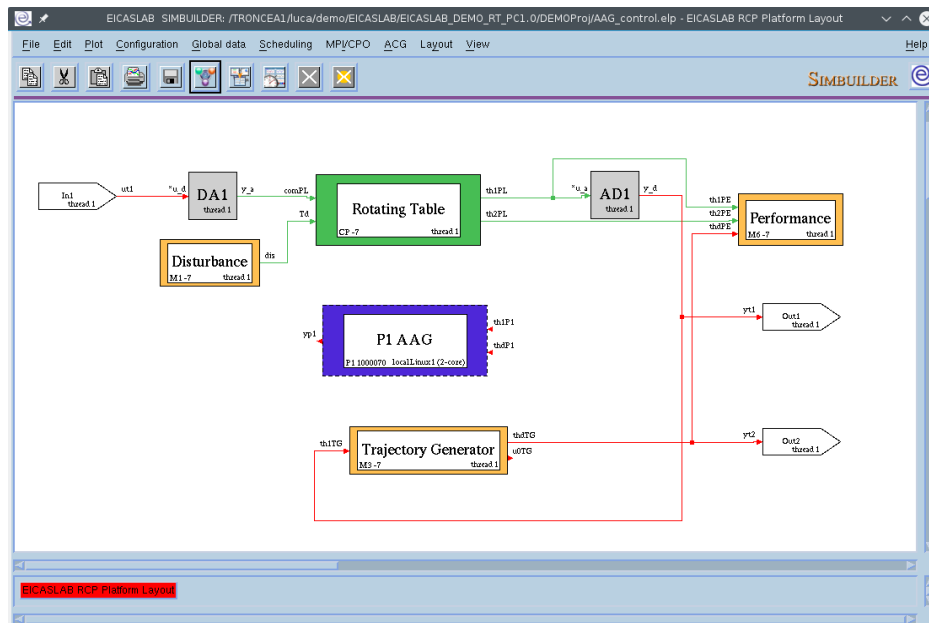 EICASLAB SIMBUILDER: /TRONCEA1/luca/demo/EICASLAB/EICASLAB_DEMO_RT_PC1.0/DEMOProj/AAG_control.elp - EICASLAB RCP Platform Layout
File Edit Plot Configuration Global data Scheduling MPI/CPO ACG Layout View Help
SIMBUILDER
In1
thread 1
ut1
*u_d
DA1
thread 1
y_a
comPL
Td
Rotating Table
CP -7 thread 1
th1PL
th2PL
*u_a
AD1
thread 1
y_d
th1PE
th2PE
thdPE
Performance
M6 -7 thread 1
Disturbance
M1 -7 thread 1
dis
yp1
P1 AAG
P1 1000070 localLinux1 (2-core)
th1P1
thdP1
yt1
Out1
thread 1
th1TG
Trajectory Generator
M3 -7 thread 1
thdTG
u0TG
yt2
Out2
thread 1
EICASLAB RCP Platform Layout